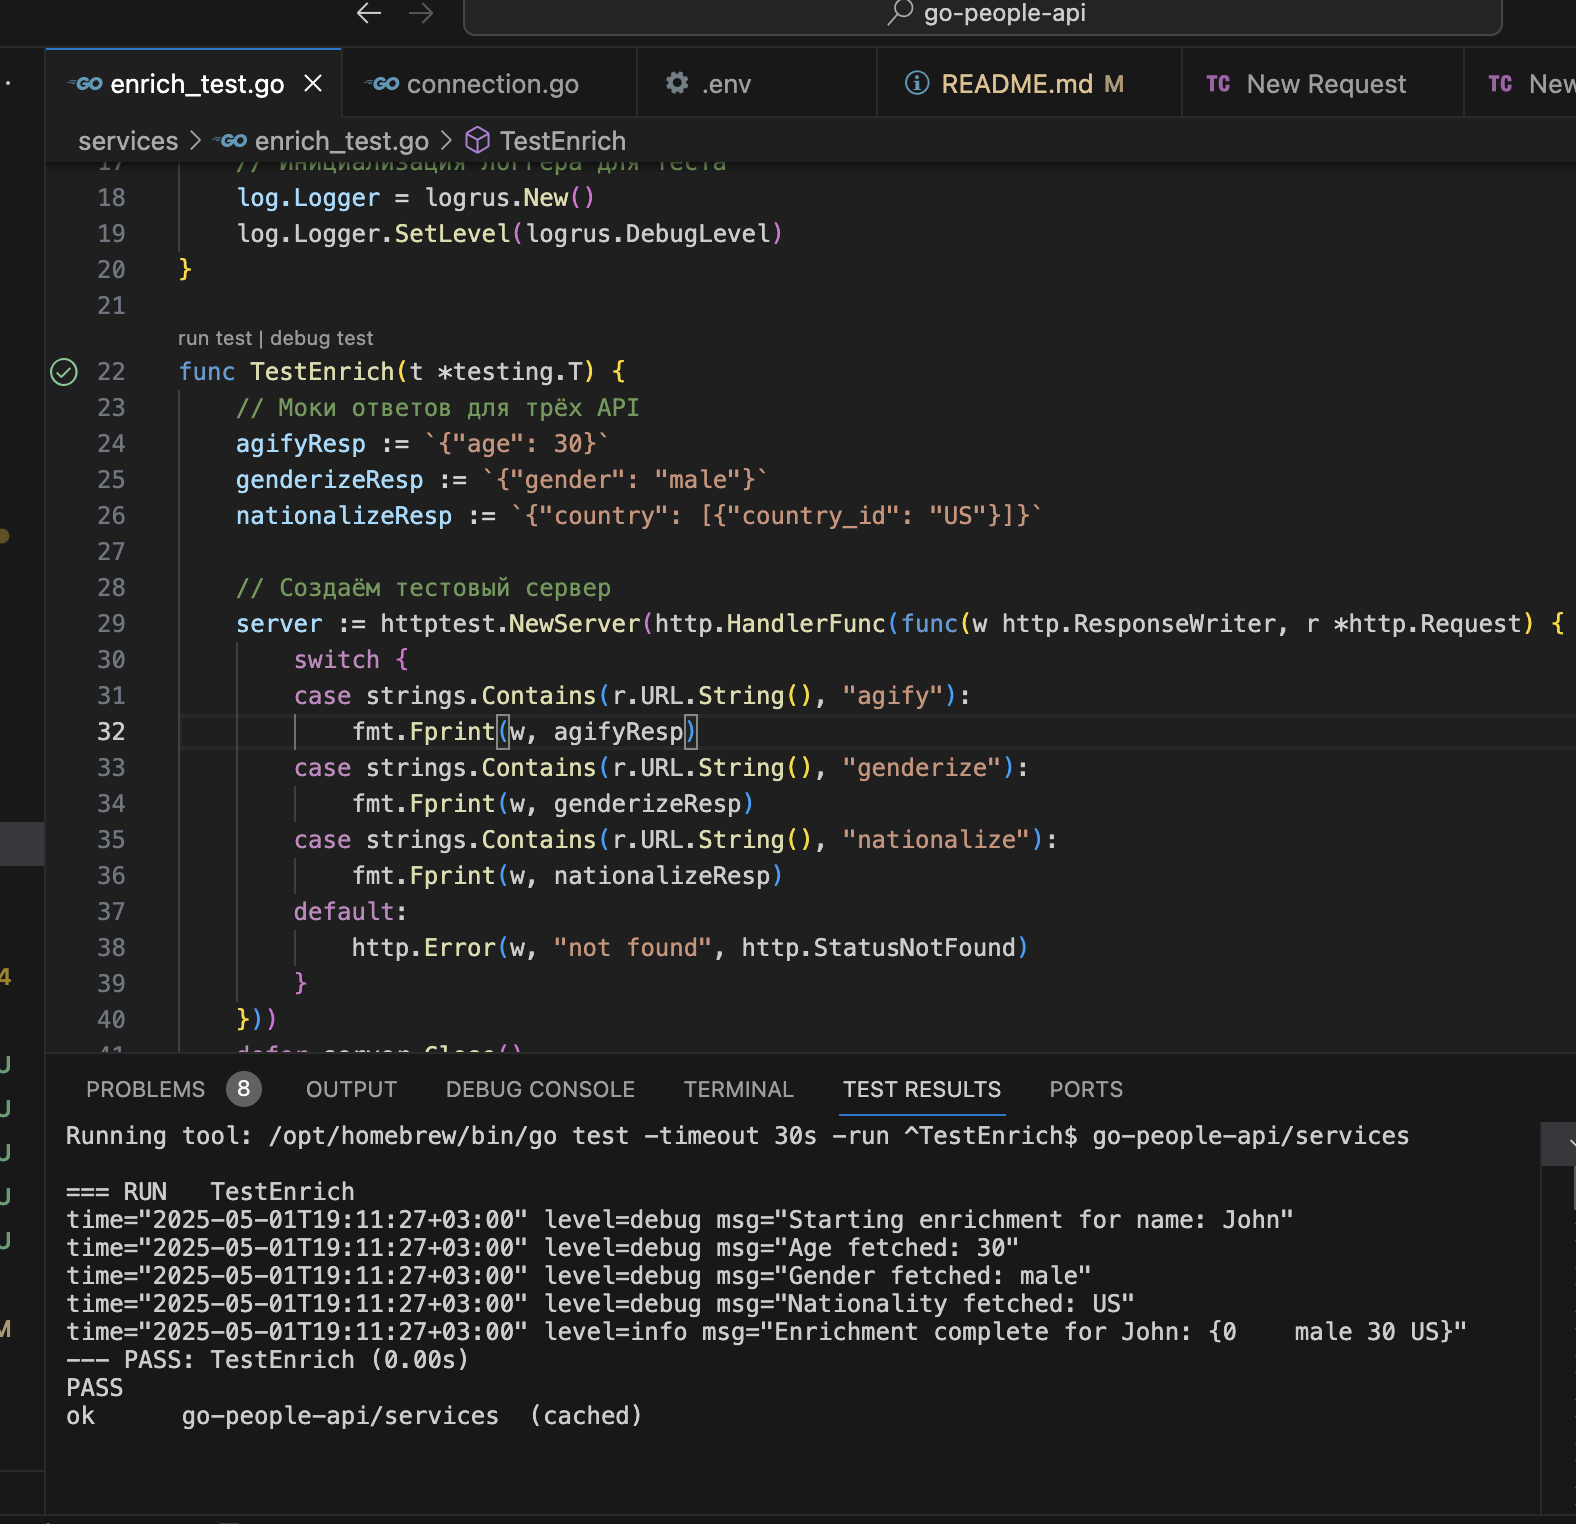 go-people-api
enrich_test.go
connection.go
.env
README.md M
TC New Request
TC New
services > enrich_test.go > TestEnrich
17 // Инициализация логгера для теста
18 log.Logger = logrus.New()
19 log.Logger.SetLevel(logrus.DebugLevel)
20 }
21
run test | debug test
22 func TestEnrich(t *testing.T) {
23 // Моки ответов для трёх API
24 agifyResp := `{"age": 30}`
25 genderizeResp := `{"gender": "male"}`
26 nationalizeResp := `{"country": [{"country_id": "US"}]}`
27
28 // Создаём тестовый сервер
29 server := httptest.NewServer(http.HandlerFunc(func(w http.ResponseWriter, r *http.Request) {
30 switch {
31 case strings.Contains(r.URL.String(), "agify"):
32 fmt.Fprint(w, agifyResp)
33 case strings.Contains(r.URL.String(), "genderize"):
34 fmt.Fprint(w, genderizeResp)
35 case strings.Contains(r.URL.String(), "nationalize"):
36 fmt.Fprint(w, nationalizeResp)
37 default:
38 http.Error(w, "not found", http.StatusNotFound)
39 }
40 }))
41 defer server.Close()
4
U
U
U
U
U
M
PROBLEMS 8 OUTPUT DEBUG CONSOLE TERMINAL TEST RESULTS PORTS
Running tool: /opt/homebrew/bin/go test -timeout 30s -run ^TestEnrich$ go-people-api/services
=== RUN   TestEnrich
time="2025-05-01T19:11:27+03:00" level=debug msg="Starting enrichment for name: John"
time="2025-05-01T19:11:27+03:00" level=debug msg="Age fetched: 30"
time="2025-05-01T19:11:27+03:00" level=debug msg="Gender fetched: male"
time="2025-05-01T19:11:27+03:00" level=debug msg="Nationality fetched: US"
time="2025-05-01T19:11:27+03:00" level=info msg="Enrichment complete for John: {0    male 30 US}"
--- PASS: TestEnrich (0.00s)
PASS
ok      go-people-api/services  (cached)